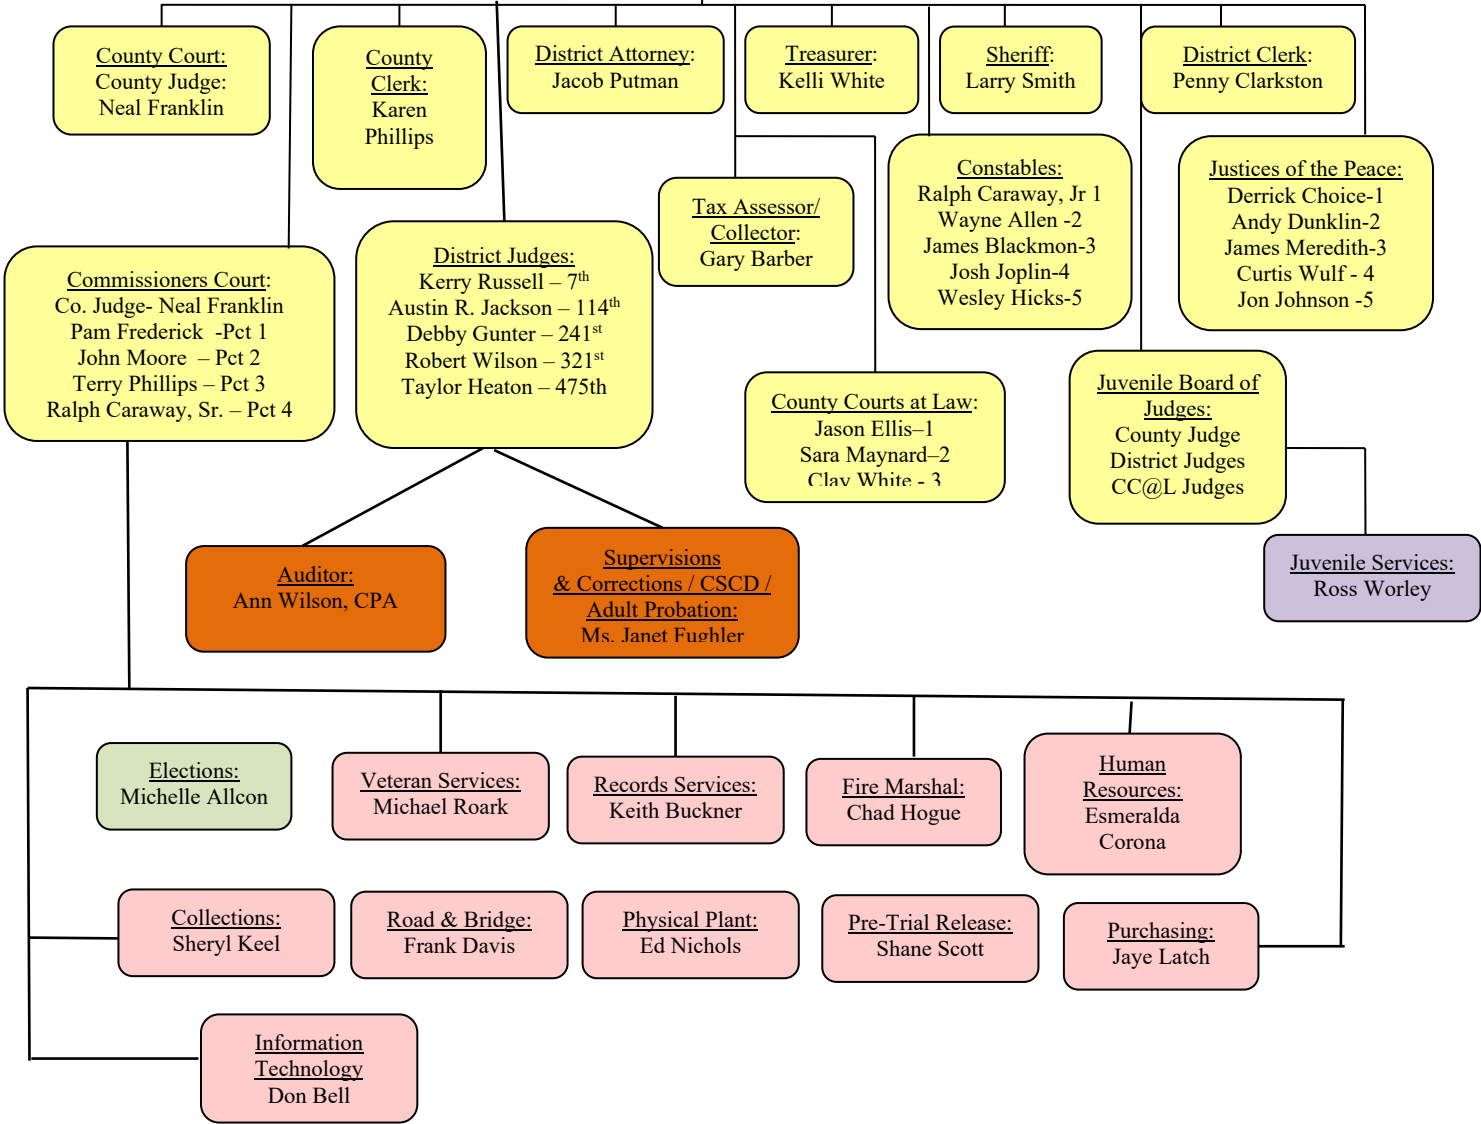 County Court:
County Judge:
Neal Franklin
County
Clerk:
Karen
Phillips
District Attorney:
Jacob Putman
Treasurer:
Kelli White
Sheriff:
Larry Smith
District Clerk:
Penny Clarkston
Commissioners Court:
Co. Judge- Neal Franklin
Pam Frederick -Pct 1
John Moore – Pct 2
Terry Phillips – Pct 3
Ralph Caraway, Sr. – Pct 4
District Judges:
Kerry Russell – 7th
Austin R. Jackson – 114th
Debby Gunter – 241st
Robert Wilson – 321st
Taylor Heaton – 475th
Tax Assessor/
Collector:
Gary Barber
Constables:
Ralph Caraway, Jr 1
Wayne Allen -2
James Blackmon-3
Josh Joplin-4
Wesley Hicks-5
Justices of the Peace:
Derrick Choice-1
Andy Dunklin-2
James Meredith-3
Curtis Wulf - 4
Jon Johnson -5
County Courts at Law:
Jason Ellis–1
Sara Maynard–2
Clay White - 3
Juvenile Board of
Judges:
County Judge
District Judges
CC@L Judges
Auditor:
Ann Wilson, CPA
Supervisions
& Corrections / CSCD /
Adult Probation:
Ms. Janet Fughler
Juvenile Services:
Ross Worley
Elections:
Michelle Allcon
Veteran Services:
Michael Roark
Records Services:
Keith Buckner
Fire Marshal:
Chad Hogue
Human
Resources:
Esmeralda
Corona
Collections:
Sheryl Keel
Road & Bridge:
Frank Davis
Physical Plant:
Ed Nichols
Pre-Trial Release:
Shane Scott
Purchasing:
Jaye Latch
Information
Technology
Don Bell